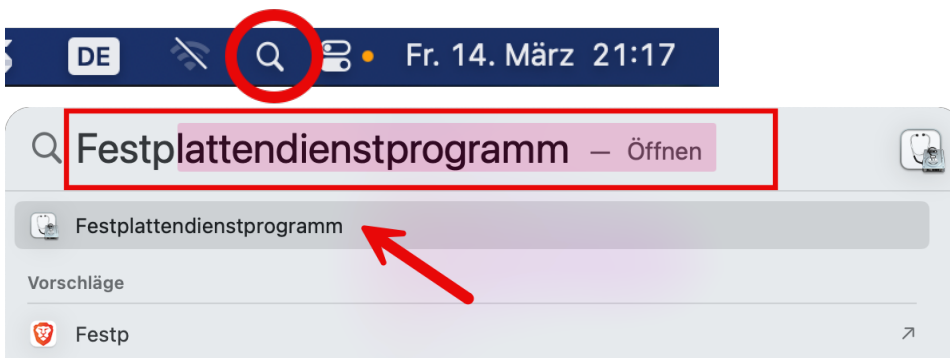 DE Fr. 14. März 21:17
Festplattendienstprogramm — Öffnen
Festplattendienstprogramm
Vorschläge
Festp